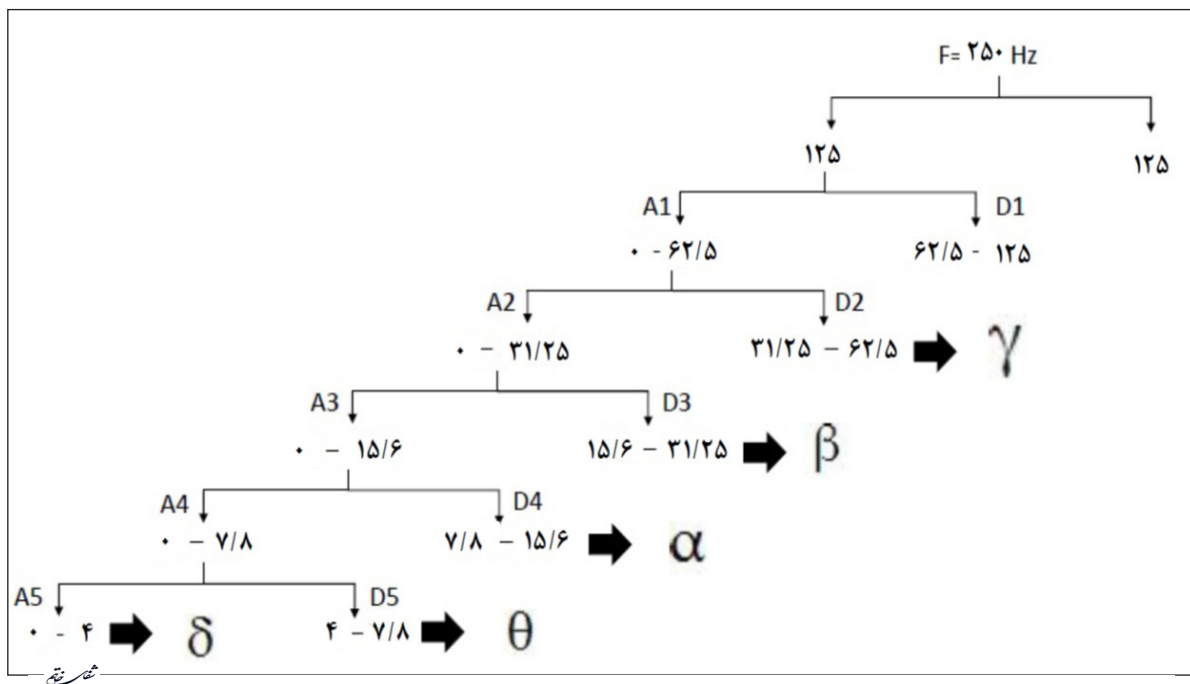 F= ۲۵۰ Hz
۱۲۵ ۱۲۵
A1 D1
۰ - ۶۲/۵ ۶۲/۵ - ۱۲۵
A2 D2
۰ - ۳۱/۲۵ ۳۱/۲۵ - ۶۲/۵ γ
A3 D3
۰ - ۱۵/۶ ۱۵/۶ - ۳۱/۲۵ β
A4 D4
۰ - ۷/۸ ۷/۸ - ۱۵/۶ α
A5 D5
۰ - ۴ δ ۴ - ۷/۸ θ
شفای خاتم